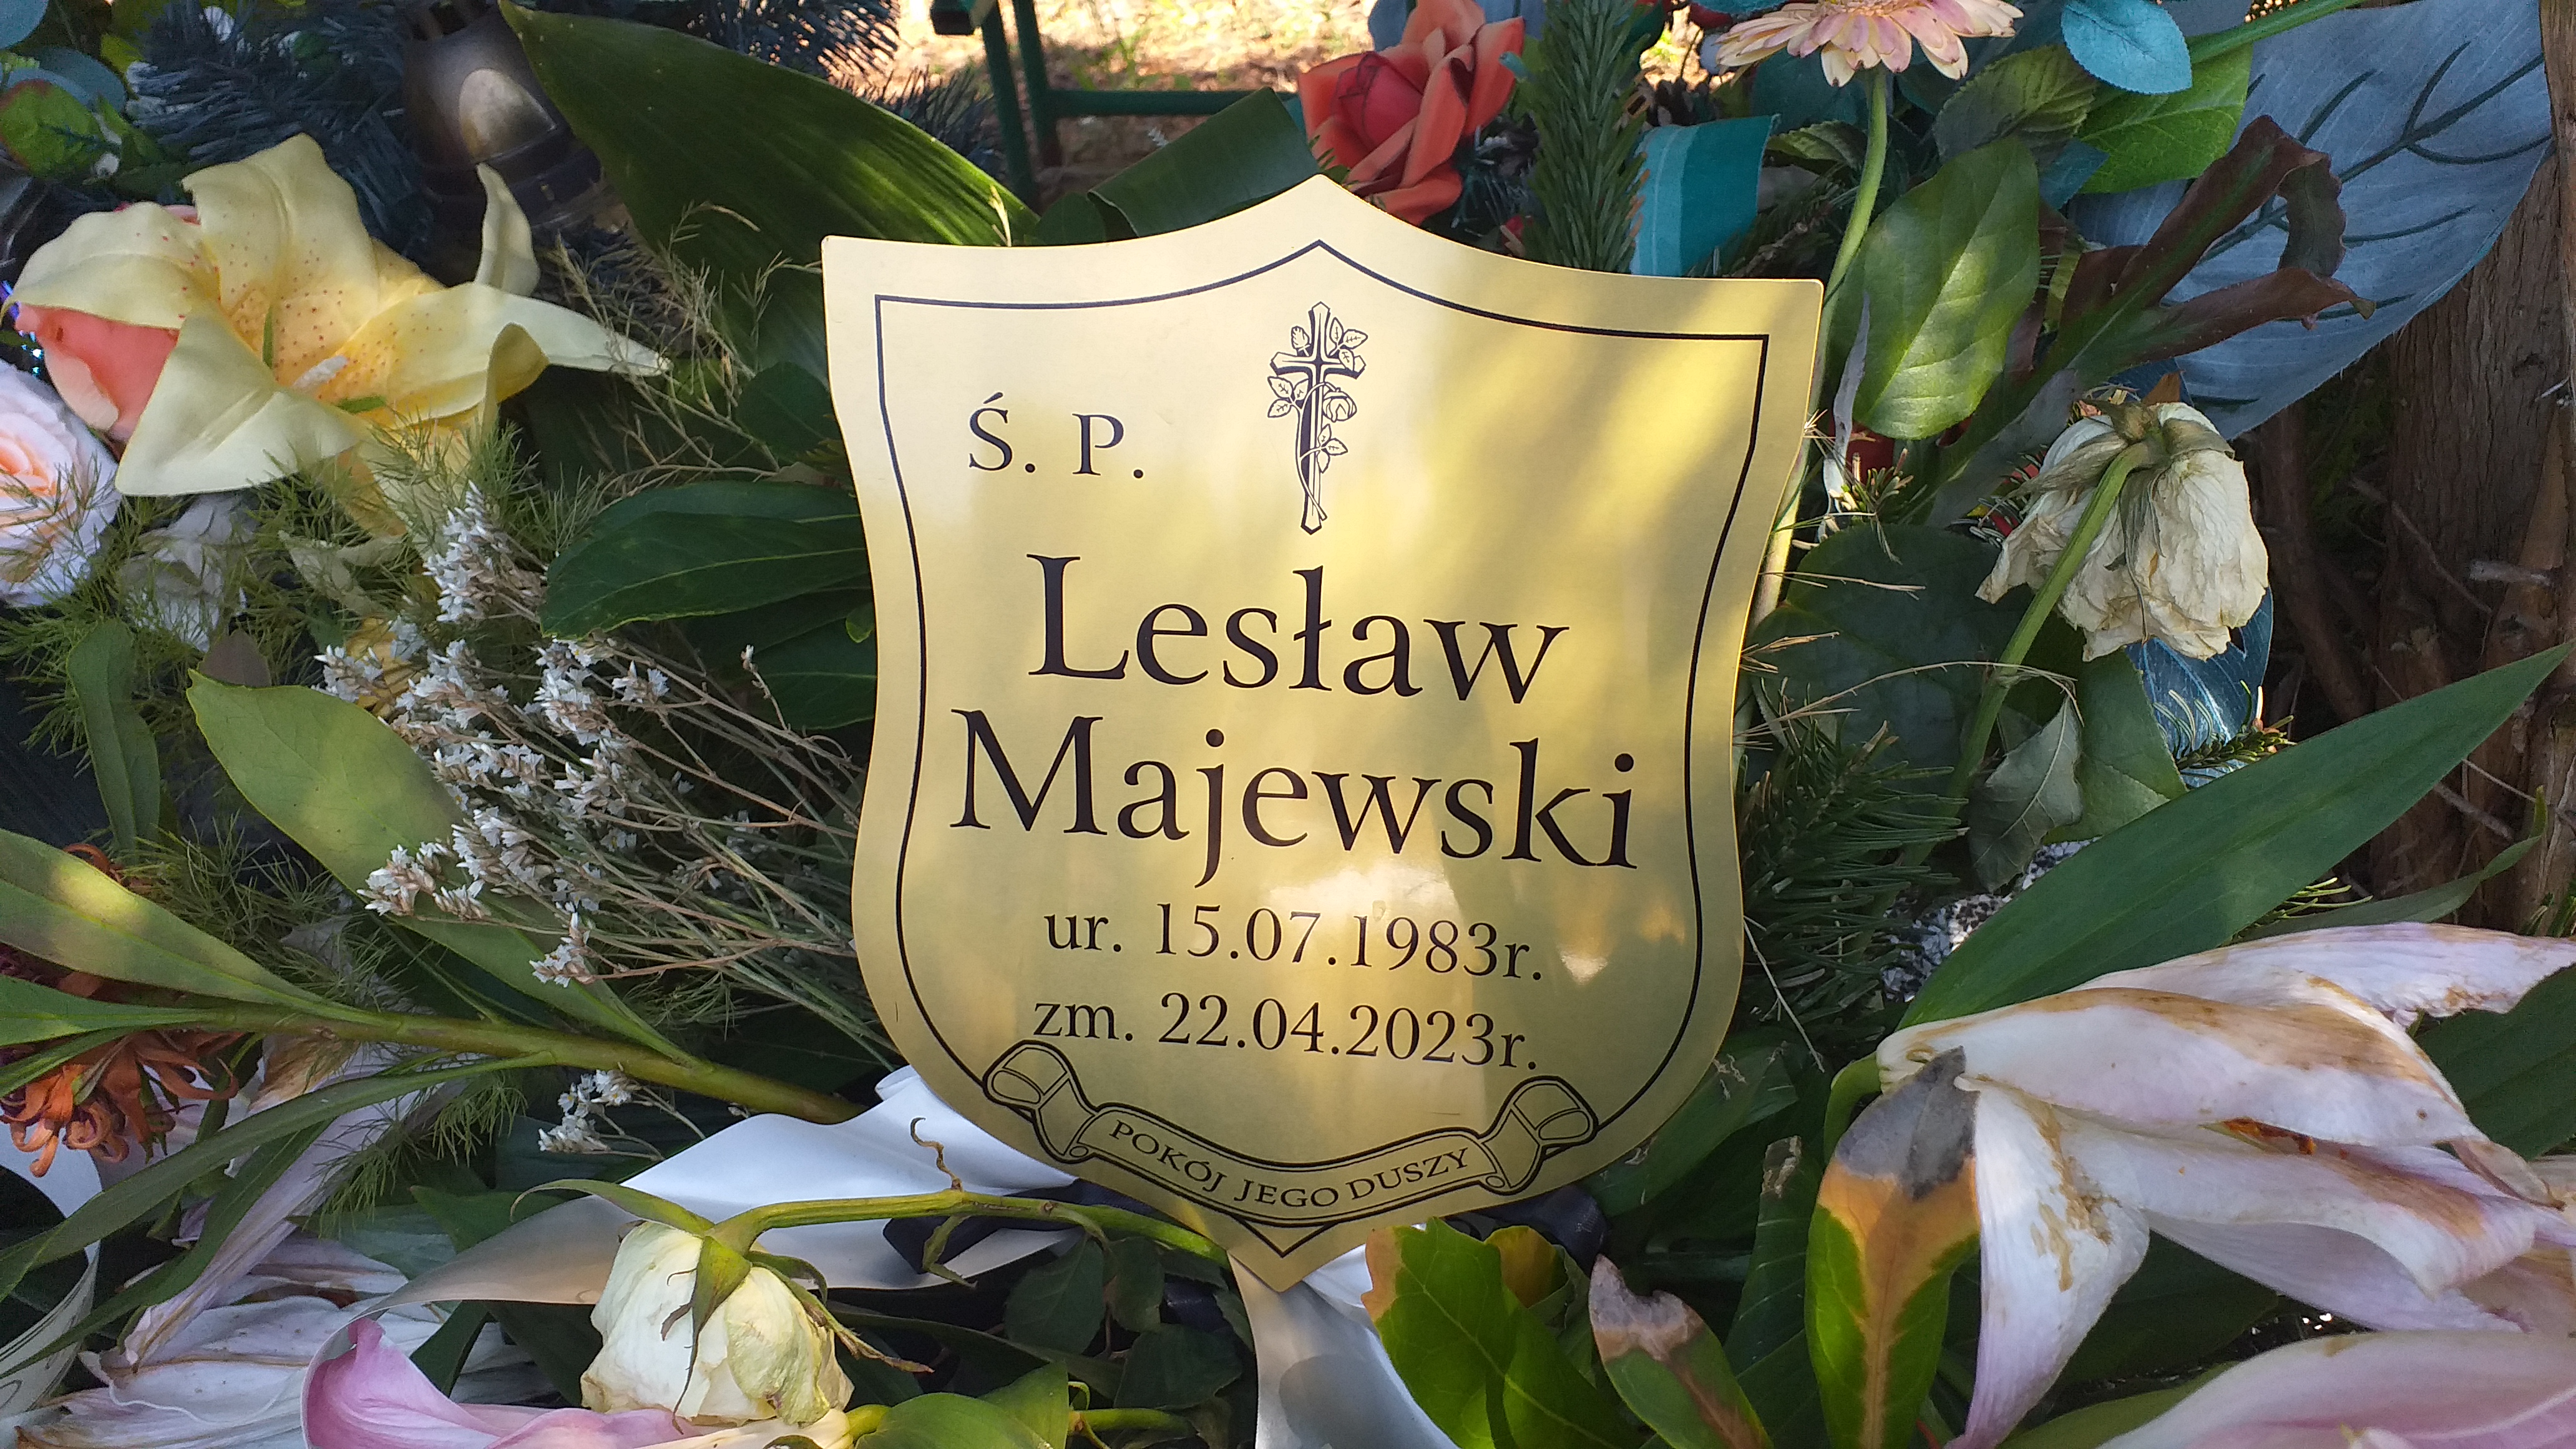 Ś. P.
Lesław
Majewski
ur. 15.07.1983r.
zm. 22.04.2023r.
POKÓJ JEGO DUSZY